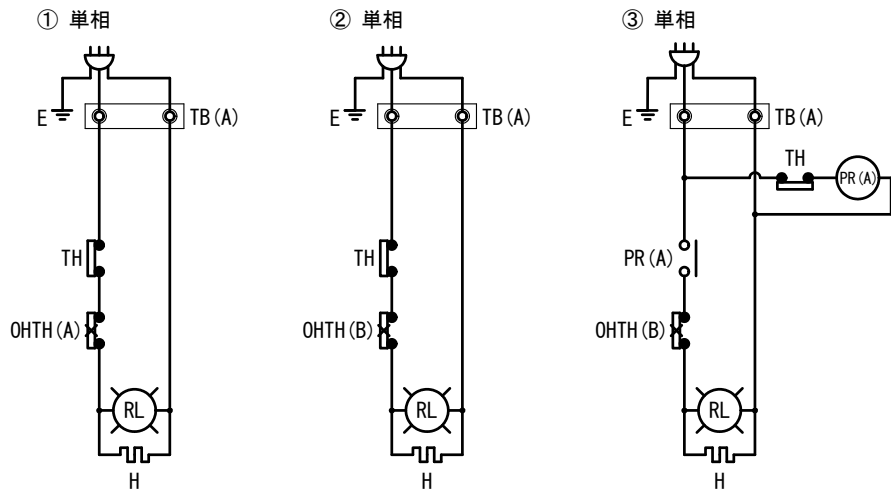 ① 単相
E
TB(A)
TH
OHTH(A)
RL
H
② 単相
E
TB(A)
TH
OHTH(B)
RL
H
③ 単相
E
TB(A)
TH
PR(A)
PR(A)
OHTH(B)
RL
H